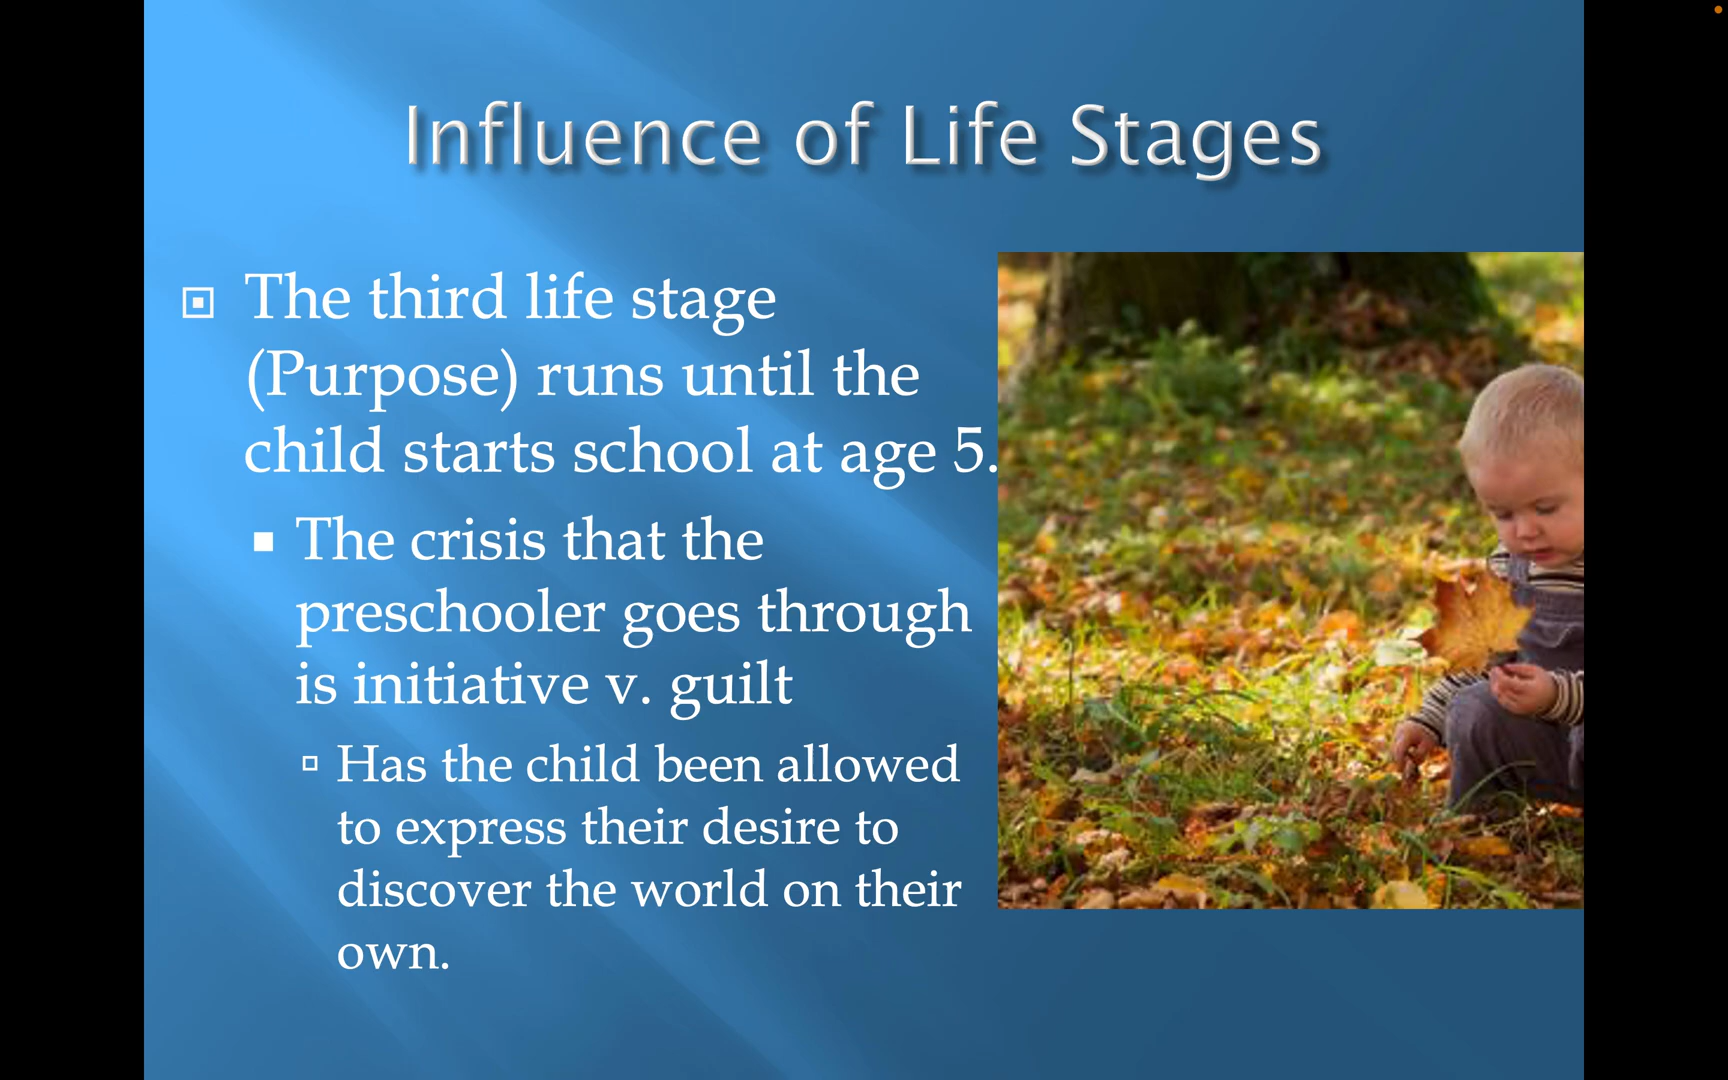 Influence of Life Stages
The third life stage
(Purpose) runs until the
child starts school at age 5.
The crisis that the
preschooler goes through
is initiative v. guilt
Has the child been allowed
to express their desire to
discover the world on their
own.